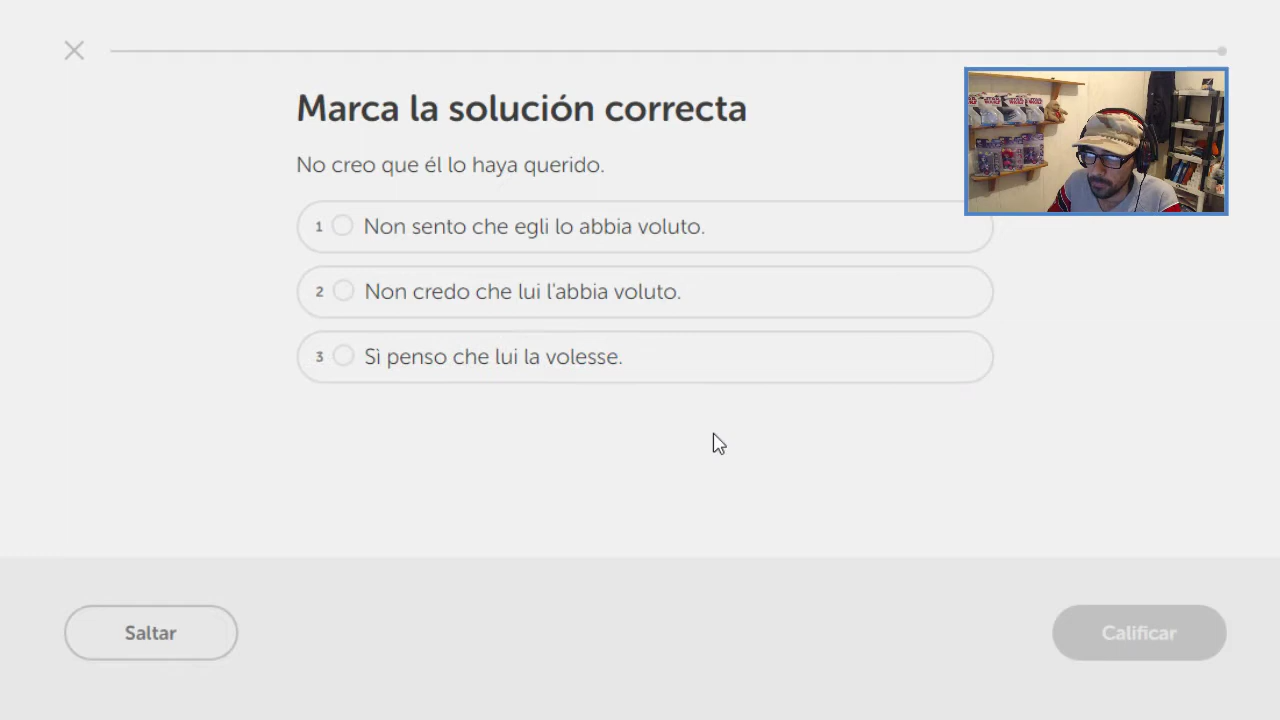 Marca la solución correcta
No creo que él lo haya querido.
1 Non sento che egli lo abbia voluto.
2 Non credo che lui l'abbia voluto.
3 Sì penso che lui la volesse.
Saltar
Calificar